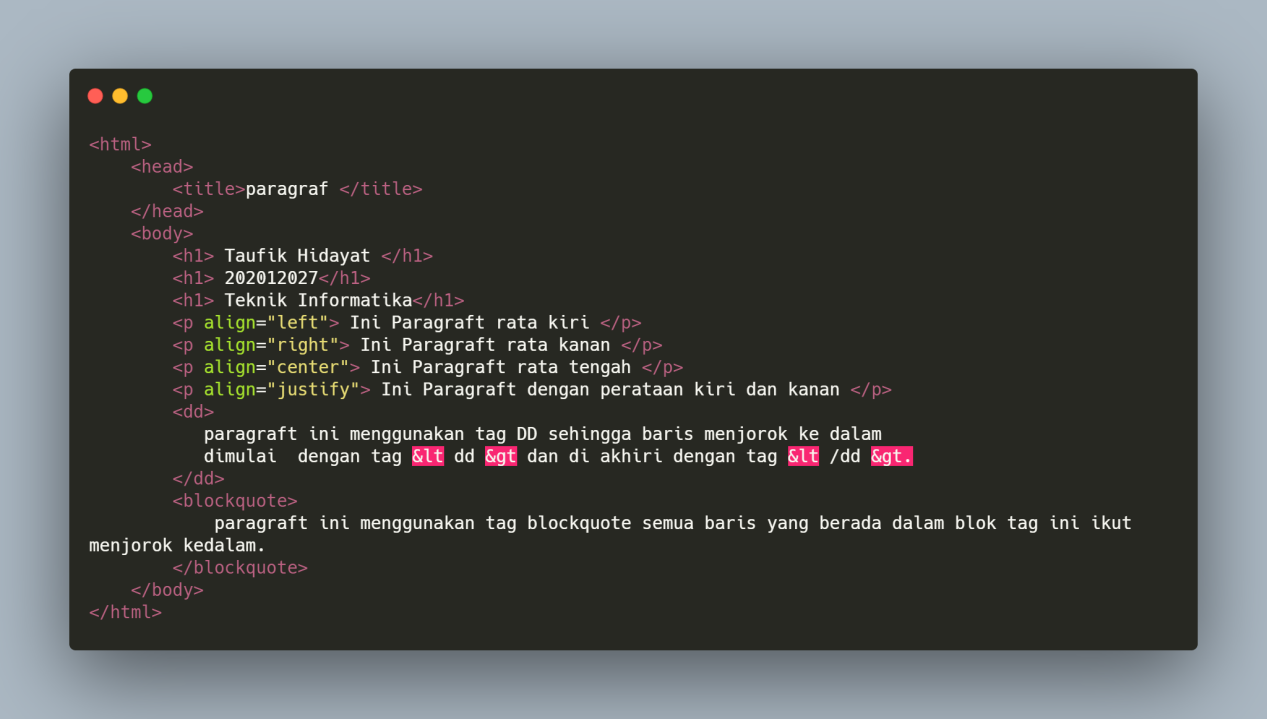 <html>
    <head>
        <title>paragraf </title>
    </head>
    <body>
        <h1> Taufik Hidayat </h1>
        <h1> 202012027</h1>
        <h1> Teknik Informatika</h1>
        <p align="left"> Ini Paragraft rata kiri </p>
        <p align="right"> Ini Paragraft rata kanan </p>
        <p align="center"> Ini Paragraft rata tengah </p>
        <p align="justify"> Ini Paragraft dengan perataan kiri dan kanan </p>
        <dd>
           paragraft ini menggunakan tag DD sehingga baris menjorok ke dalam
           dimulai  dengan tag &lt dd &gt dan di akhiri dengan tag &lt /dd &gt.
        </dd>
        <blockquote>
            paragraft ini menggunakan tag blockquote semua baris yang berada dalam blok tag ini ikut
menjorok kedalam.
        </blockquote>
    </body>
</html>